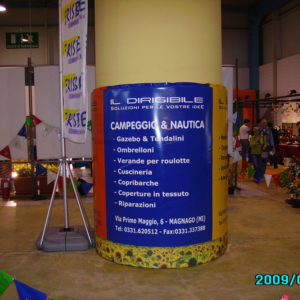 IL DIRIGIBILE
SOLUZIONI PER LE VOSTRE IDEE
CAMPEGGIO & NAUTICA
- Gazebo & Tendalini
- Ombrelloni
- Verande per roulotte
- Cuscineria
- Copribarche
- Coperture in tessuto
- Riparazioni
Via Primo Maggio, 6 - MAGNAGO (MI)
Tel: 0331.620512 - Fax:0331.337388
2009/0